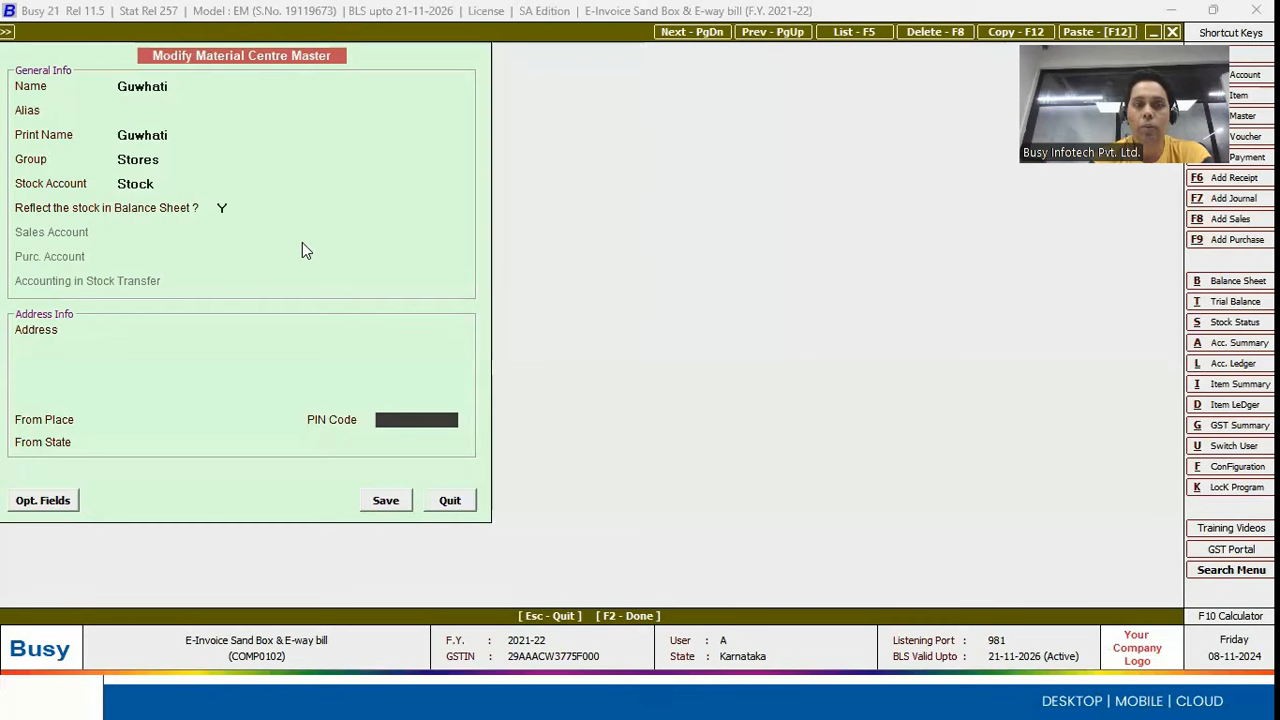 Busy 21 Rel 11.5 | Stat Rel 257 | Model : EM (S.No. 19119673) | BLS upto 21-11-2026 | License | SA Edition | E-Invoice Sand Box & E-way bill (F.Y. 2021-22)
>> Next - PgDn Prev - PgUp List - F5 Delete - F8 Copy - F12 Paste - [F12] Shortcut Keys
Modify Material Centre Master
General Info
Name Guwhati
Alias
Print Name Guwhati
Group Stores
Stock Account Stock
Reflect the stock in Balance Sheet ? Y
Sales Account
Purc. Account
Accounting in Stock Transfer
Address Info
Address
From Place PIN Code
From State
Opt. Fields Save Quit
Busy Infotech Pvt. Ltd.
Account
Item
Master
Voucher
Payment
F6 Add Receipt
F7 Add Journal
F8 Add Sales
F9 Add Purchase
B Balance Sheet
T Trial Balance
S Stock Status
A Acc. Summary
L Acc. Ledger
I Item Summary
D Item LeDger
G GST Summary
U Switch User
F ConFiguration
K LocK Program
Training Videos
GST Portal
Search Menu
[ Esc - Quit ] [ F2 - Done ] F10 Calculator
Busy
E-Invoice Sand Box & E-way bill
(COMP0102)
F.Y. : 2021-22
GSTIN : 29AAACW3775F000
User : A
State : Karnataka
Listening Port : 981
BLS Valid Upto : 21-11-2026 (Active)
Your
Company
Logo
Friday
08-11-2024
DESKTOP | MOBILE | CLOUD